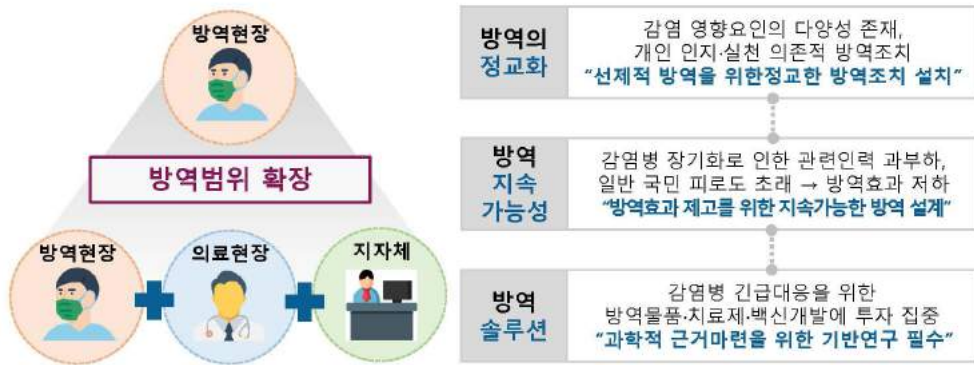 방역현장
방역범위 확장
방역현장
의료현장
지자체
방역의
정교화
감염 영향요인의 다양성 존재,
개인 인지·실천 의존적 방역조치
“선제적 방역을 위한정교한 방역조치 설치”
방역
지속
가능성
감염병 장기화로 인한 관련인력 과부하,
일반 국민 피로도 초래 → 방역효과 저하
“방역효과 제고를 위한 지속가능한 방역 설계”
방역
솔루션
감염병 긴급대응을 위한
방역물품·치료제·백신개발에 투자 집중
“과학적 근거마련을 위한 기반연구 필수”